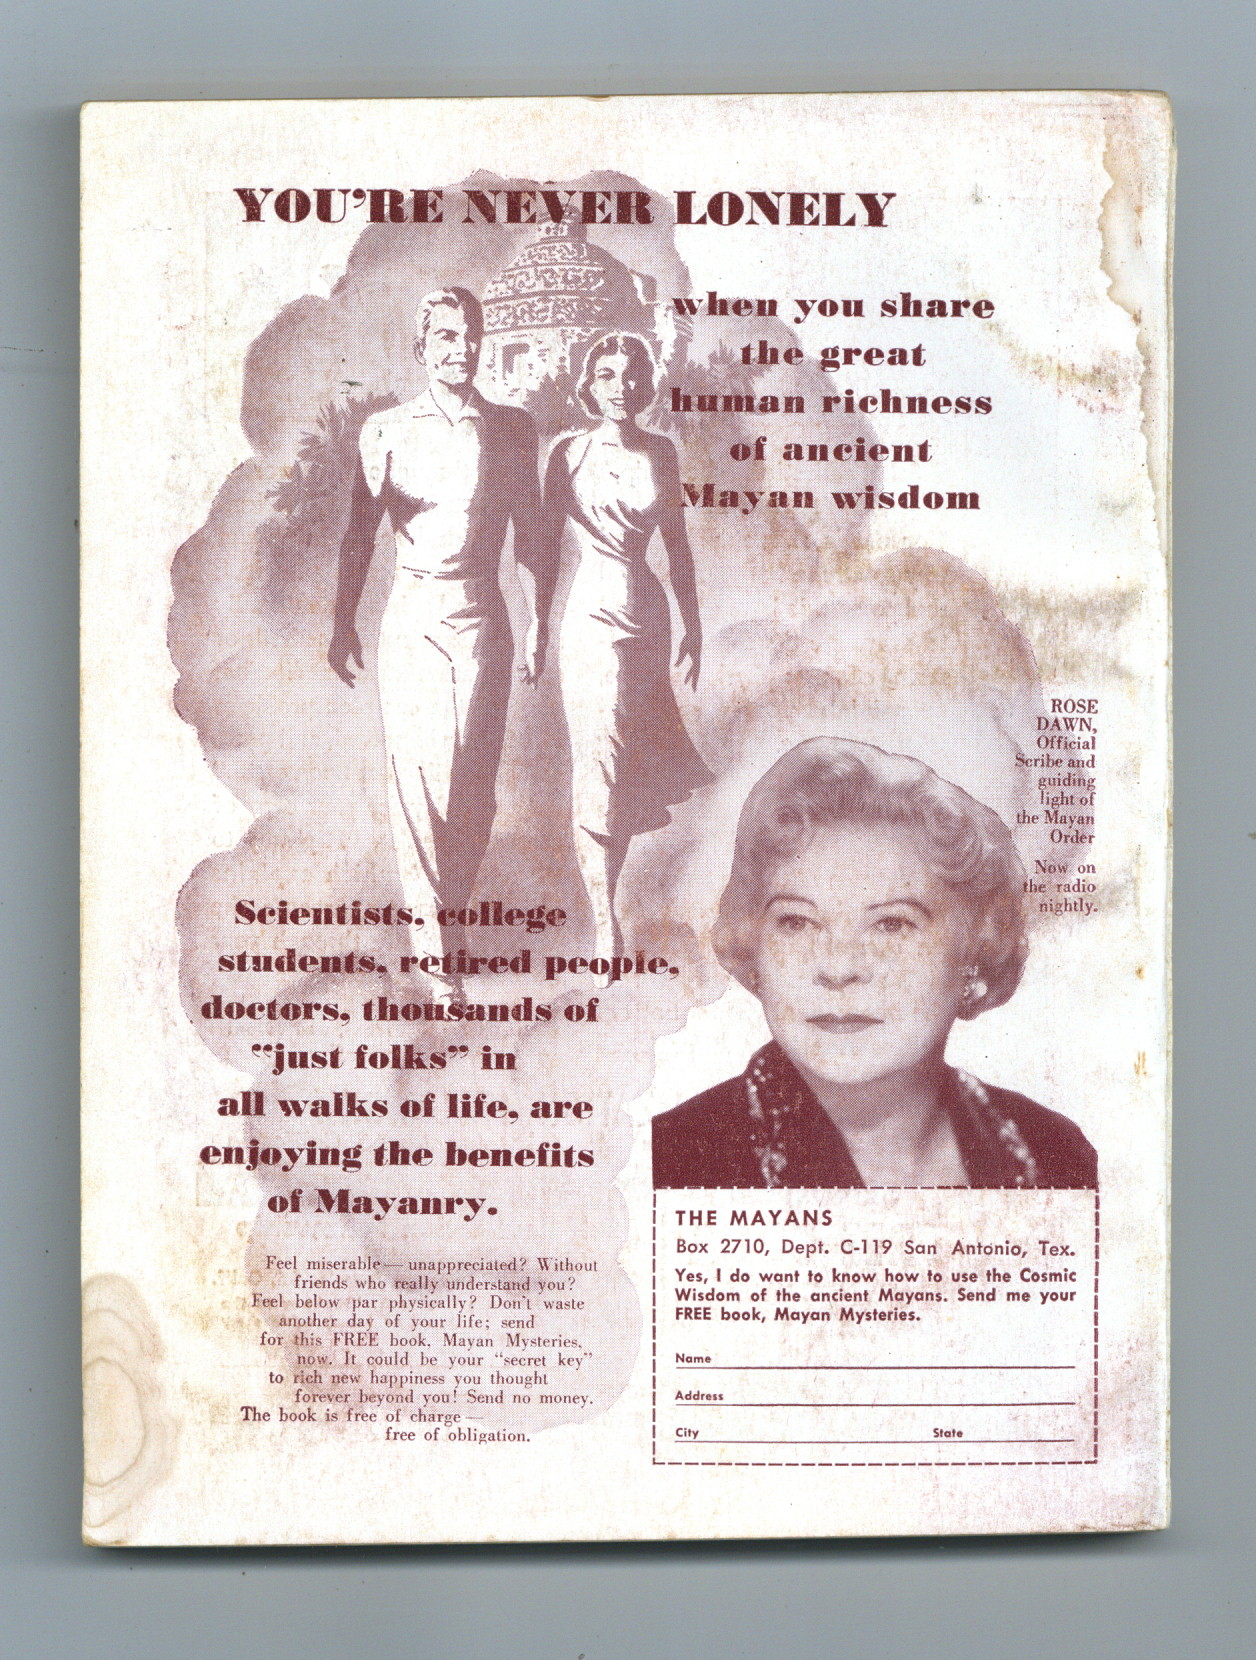 YOU'RE NEVER LONELY
when you share
the great
human richness
of ancient
Mayan wisdom
ROSE
DAWN,
Official
Scribe and
guiding
light of
the Mayan
Order
Now on
the radio
nightly.
Scientists, college
students, retired people,
doctors, thousands of
“just folks” in
all walks of life, are
enjoying the benefits
of Mayanry.
Feel miserable — unappreciated? Without
friends who really understand you?
Feel below par physically? Don't waste
another day of your life; send
for this FREE book, Mayan Mysteries,
now. It could be your “secret key”
to rich new happiness you thought
forever beyond you! Send no money.
The book is free of charge —
free of obligation.
THE MAYANS
Box 2710, Dept. C-119 San Antonio, Tex.
Yes, I do want to know how to use the Cosmic
Wisdom of the ancient Mayans. Send me your
FREE book, Mayan Mysteries.
Name
Address
City State